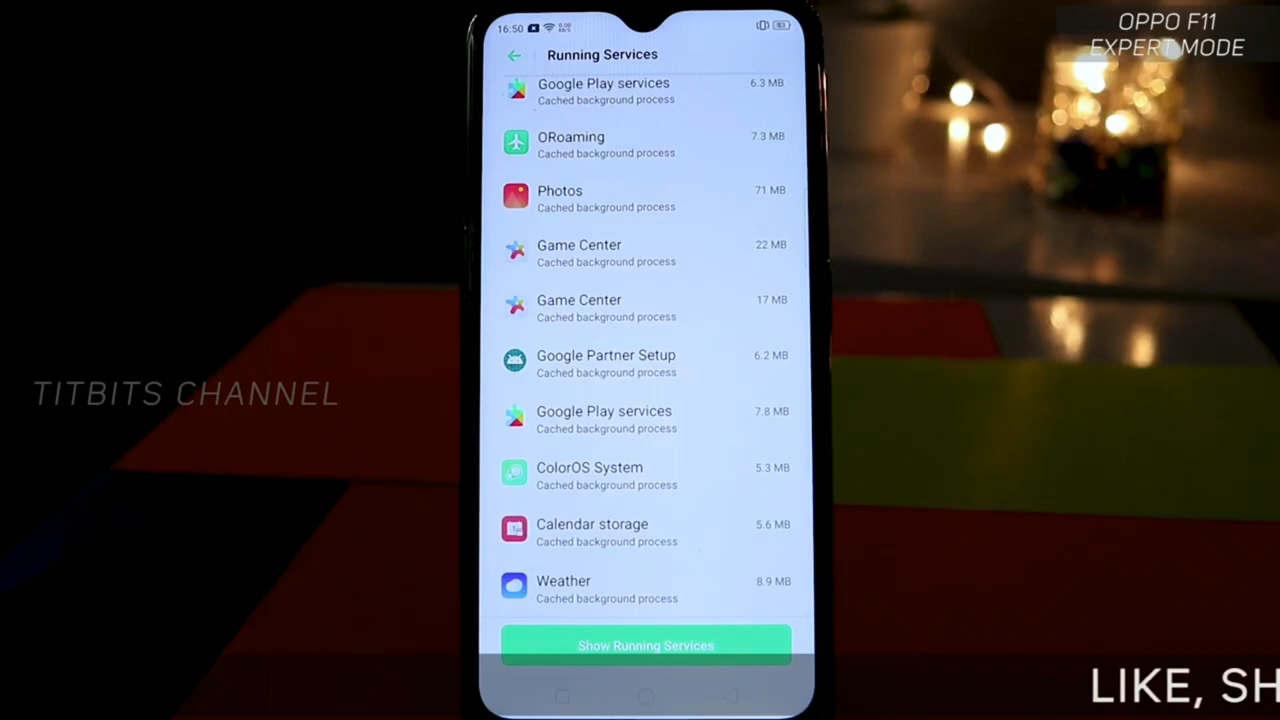 OPPO F11
EXPERT MODE
16:50
0.00
KB/S
63
Running Services
Google Play services
6.3 MB
Cached background process
ORoaming
7.3 MB
Cached background process
Photos
71 MB
Cached background process
Game Center
22 MB
Cached background process
Game Center
17 MB
Cached background process
Google Partner Setup
6.2 MB
Cached background process
Google Play services
7.8 MB
Cached background process
ColorOS System
5.3 MB
Cached background process
Calendar storage
5.6 MB
Cached background process
Weather
8.9 MB
Cached background process
Show Running Services
TITBITS CHANNEL
LIKE, SH